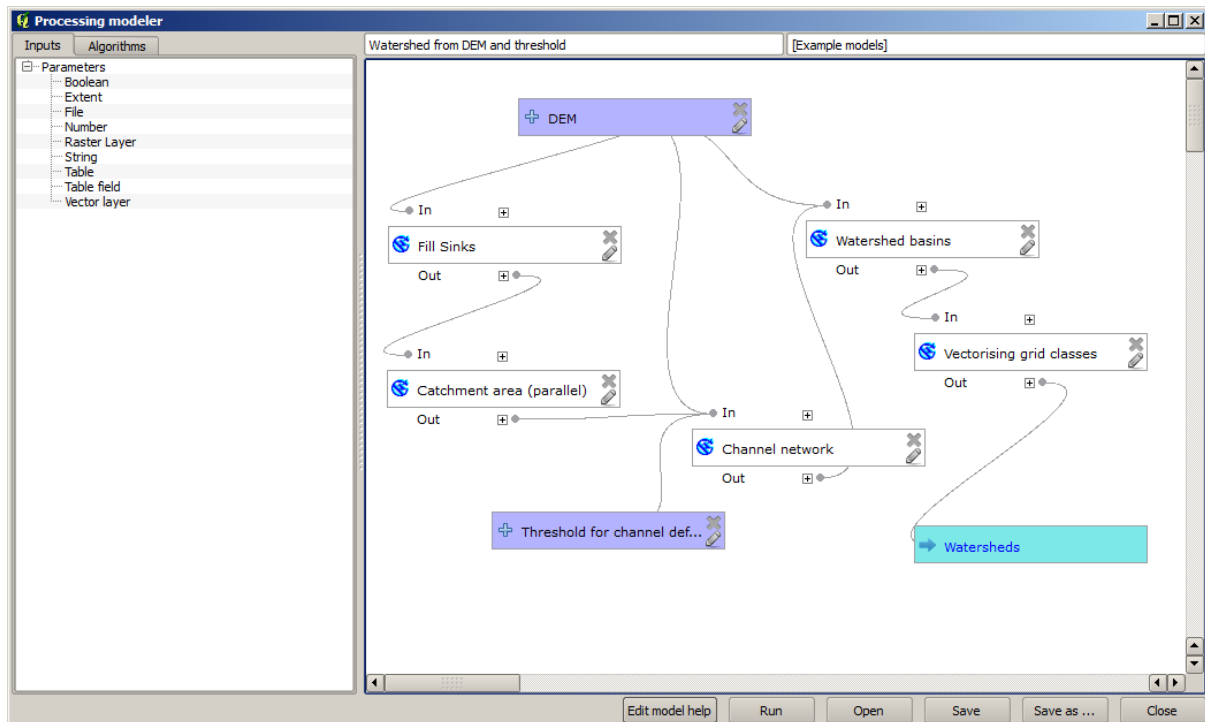 Processing modeler
Inputs
Algorithms
Watershed from DEM and threshold
[Example models]
Parameters
Boolean
Extent
File
Number
Raster Layer
String
Table
Table field
Vector layer
DEM
In
Fill Sinks
Out
In
Watershed basins
Out
In
Vectorising grid classes
Out
In
Catchment area (parallel)
Out
In
Channel network
Out
Threshold for channel def...
Watersheds
Edit model help
Run
Open
Save
Save as ...
Close